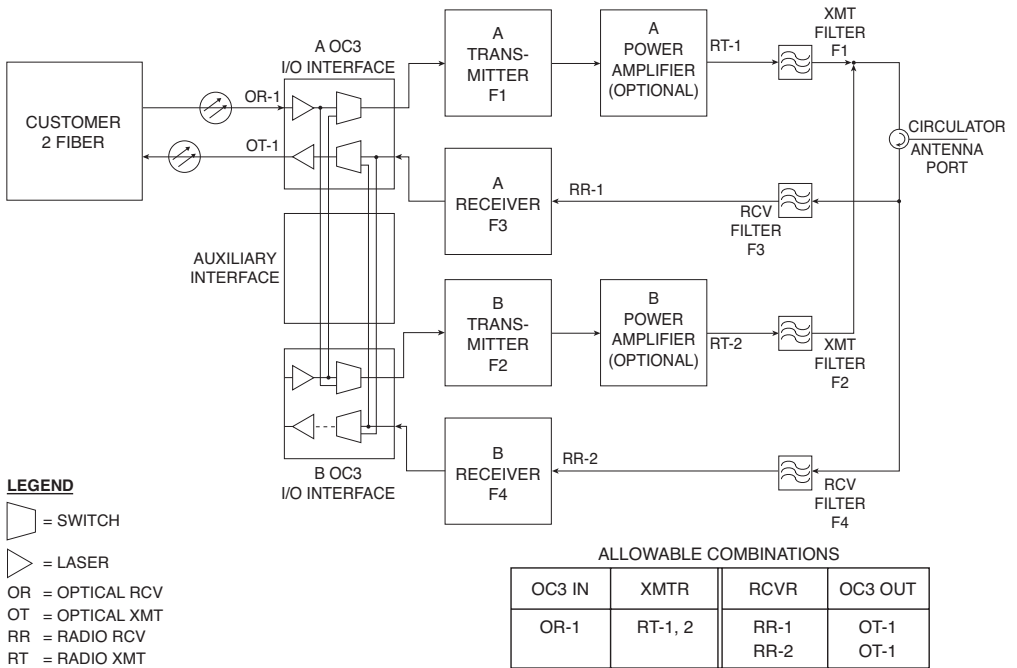 CUSTOMER
2 FIBER
OR-1
OT-1
A OC3
I/O INTERFACE
A
TRANS-
MITTER
F1
A
POWER
AMPLIFIER
(OPTIONAL)
RT-1
XMT
FILTER
F1
CIRCULATOR
ANTENNA
PORT
A
RECEIVER
F3
RR-1
RCV
FILTER
F3
AUXILIARY
INTERFACE
B
TRANS-
MITTER
F2
B
POWER
AMPLIFIER
(OPTIONAL)
RT-2
XMT
FILTER
F2
B OC3
I/O INTERFACE
B
RECEIVER
F4
RR-2
RCV
FILTER
F4
LEGEND
= SWITCH
= LASER
OR = OPTICAL RCV
OT = OPTICAL XMT
RR = RADIO RCV
RT = RADIO XMT
ALLOWABLE COMBINATIONS
OC3 IN XMTR RCVR OC3 OUT
OR-1 RT-1, 2 RR-1 OT-1
RR-2 OT-1